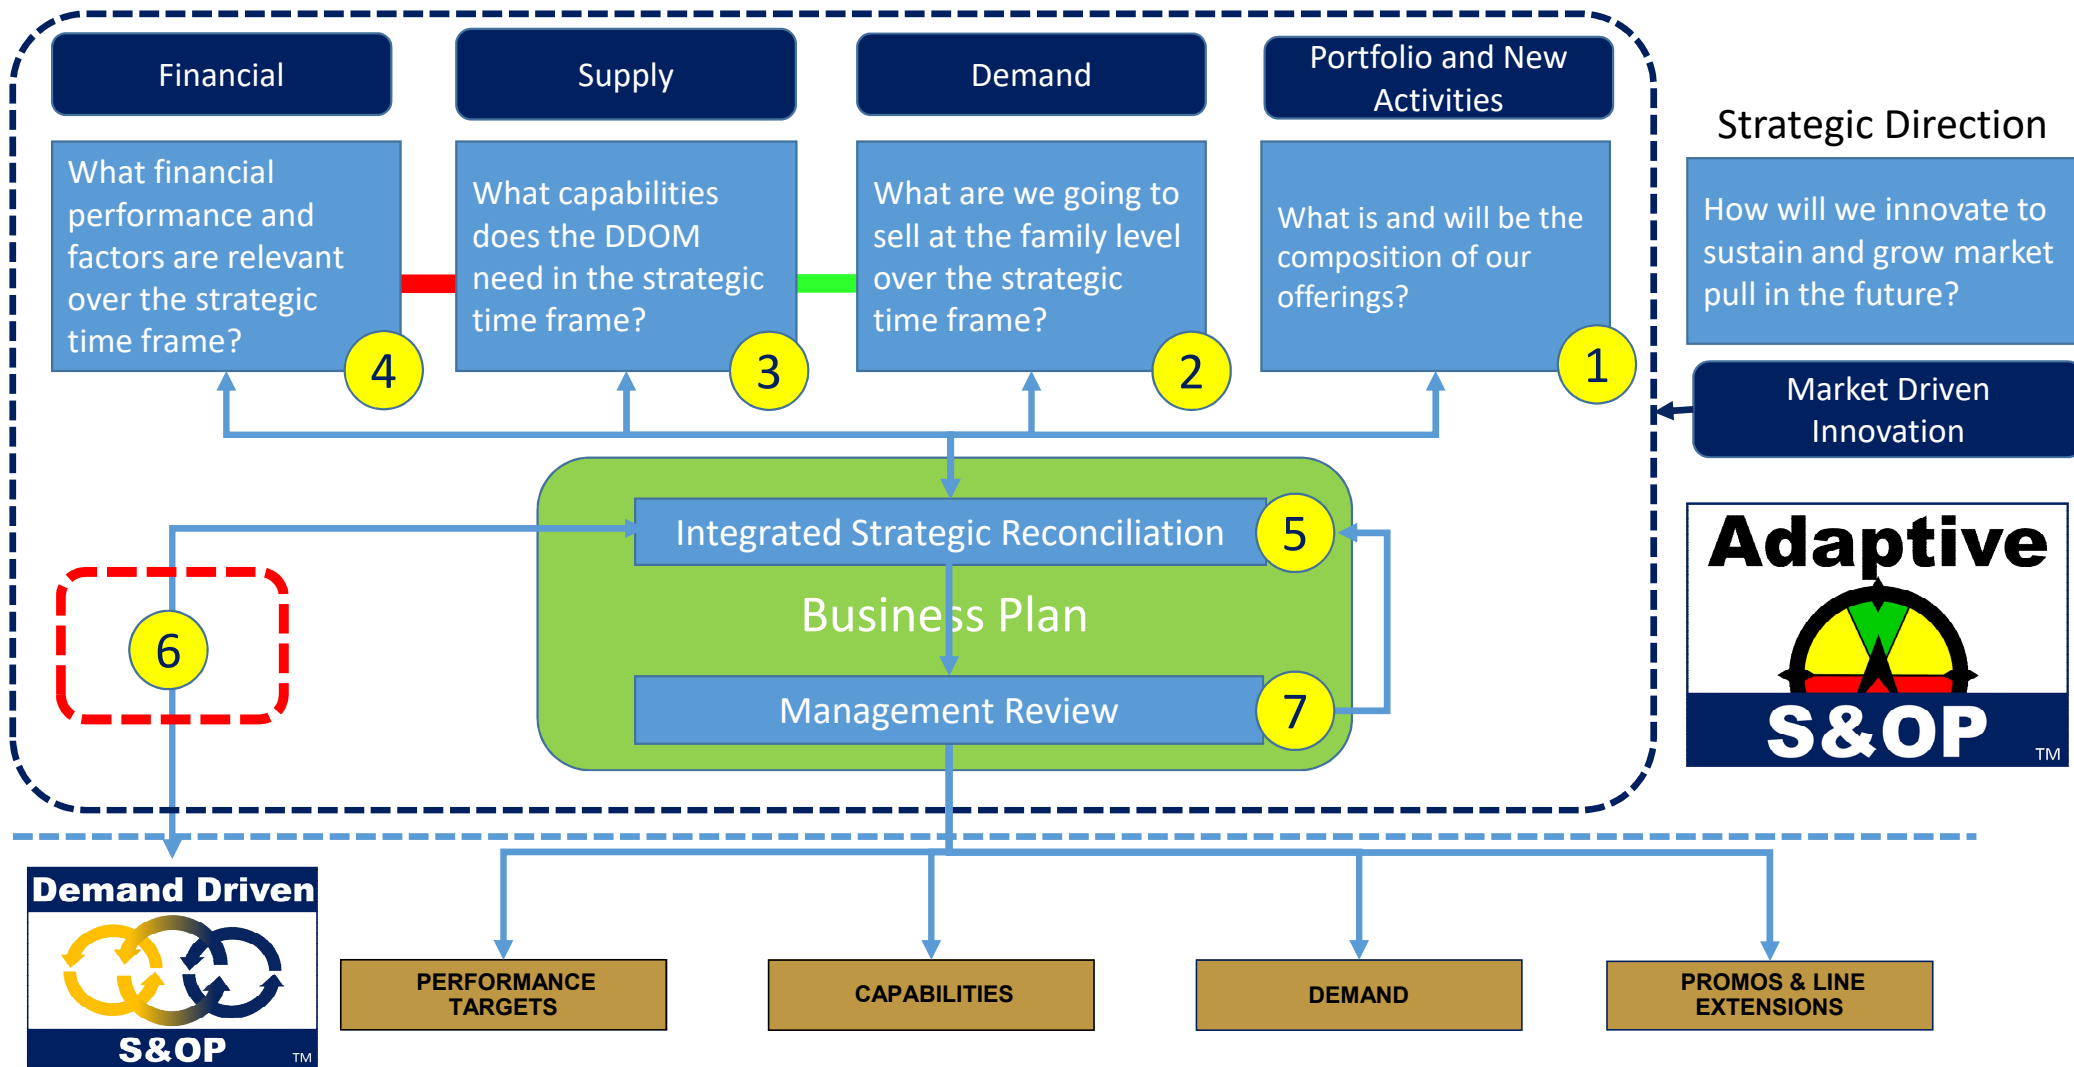 Financial
Supply
Demand
Portfolio and New
Activities
Strategic Direction
What financial
performance and
factors are relevant
over the strategic
time frame?
4
What capabilities
does the DDOM
need in the strategic
time frame?
3
What are we going to
sell at the family level
over the strategic
time frame?
2
What is and will be the
composition of our
offerings?
1
How will we innovate to
sustain and grow market
pull in the future?
Market Driven
Innovation
Integrated Strategic Reconciliation
5
Business Plan
6
Management Review
7
Adaptive
S&OP
TM
Demand Driven
S&OP
TM
PERFORMANCE
TARGETS
CAPABILITIES
DEMAND
PROMOS & LINE
EXTENSIONS